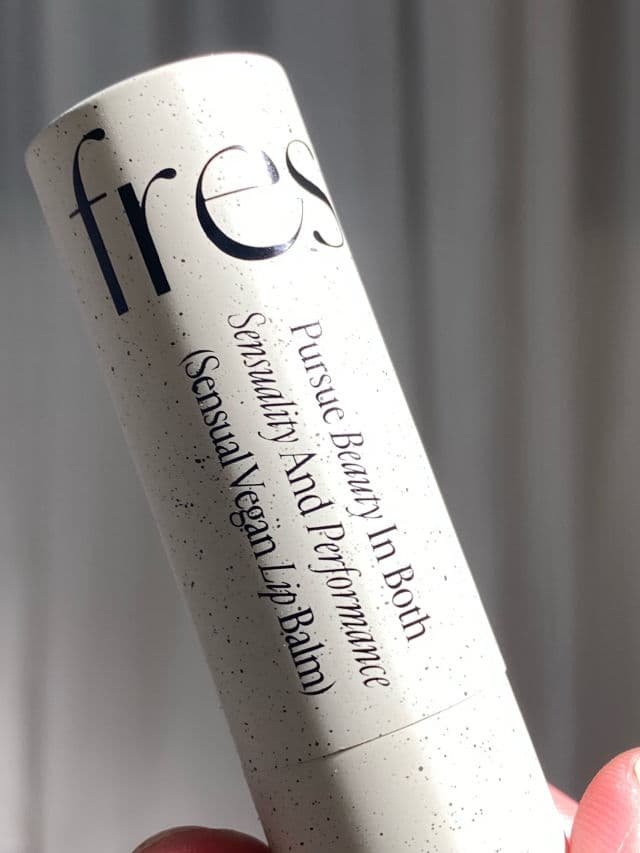 fres
Pursue Beauty In Both
Sensuality And Performance
(Sensual Vegan Lip Balm)